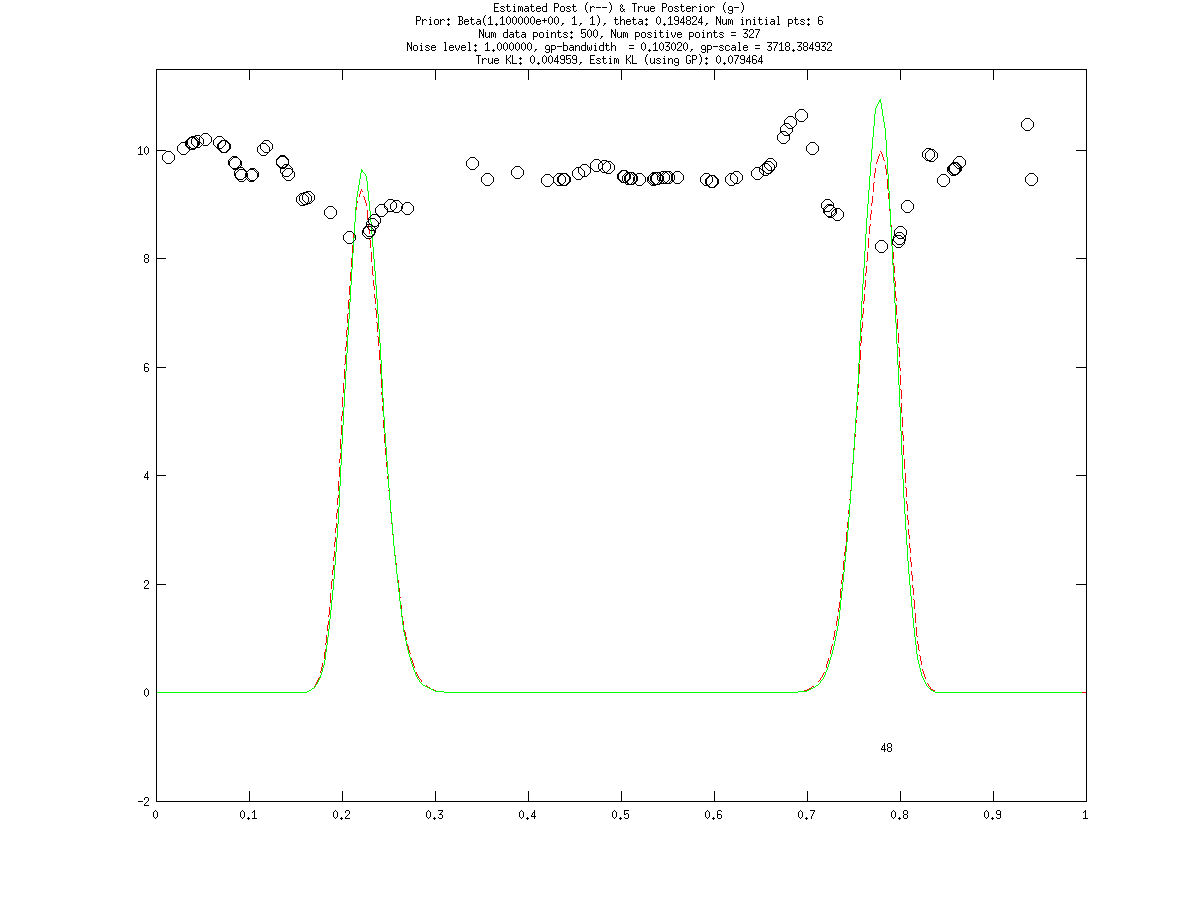 Estimated Post (r--) & True Posterior (g-)
Prior: Beta(1.100000e+00, 1, 1), theta: 0.194824, Num initial pts: 6
Num data points: 500, Num positive points = 327
Noise level: 1.000000, gp-bandwidth  = 0.103020, gp-scale = 3718.384932
True KL: 0.004959, Estim KL (using GP): 0.079464
10
8
6
4
2
0
48
-2
0 0.1 0.2 0.3 0.4 0.5 0.6 0.7 0.8 0.9 1